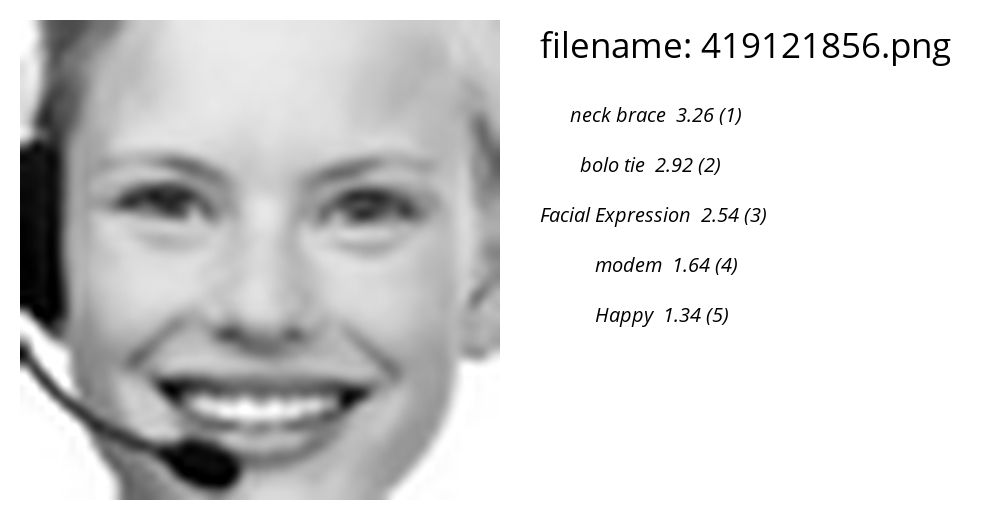 filename: 419121856.png
neck brace 3.26 (1)
bolo tie 2.92 (2)
Facial Expression 2.54 (3)
modem 1.64 (4)
Happy 1.34 (5)